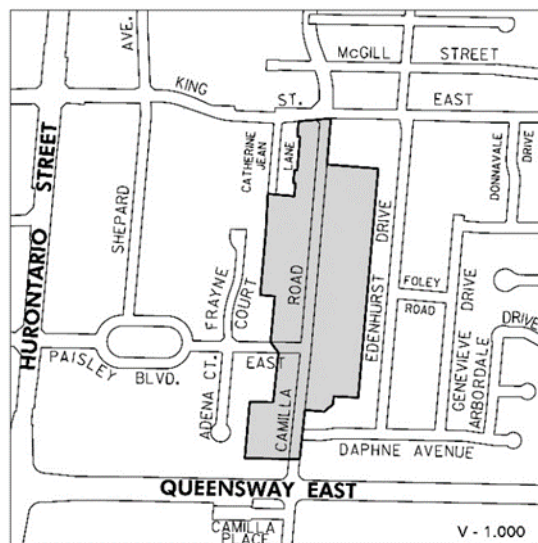 AVE.
McGILL STREET
KING ST. EAST
CATHERINE
JEAN
LANE
DONNAVALE
DRIVE
HURONTARIO STREET
SHEPARD
FRAYNE
COURT
ROAD
CAMILLA
EDENHURST DRIVE
FOLEY
ROAD
GENEVIEVE DRIVE
ARBORDALE
DRIVE
PAISLEY BLVD. EAST
ADENA CT.
DAPHNE AVENUE
QUEENSWAY EAST
CAMILLA
PLACE
V - 1.000